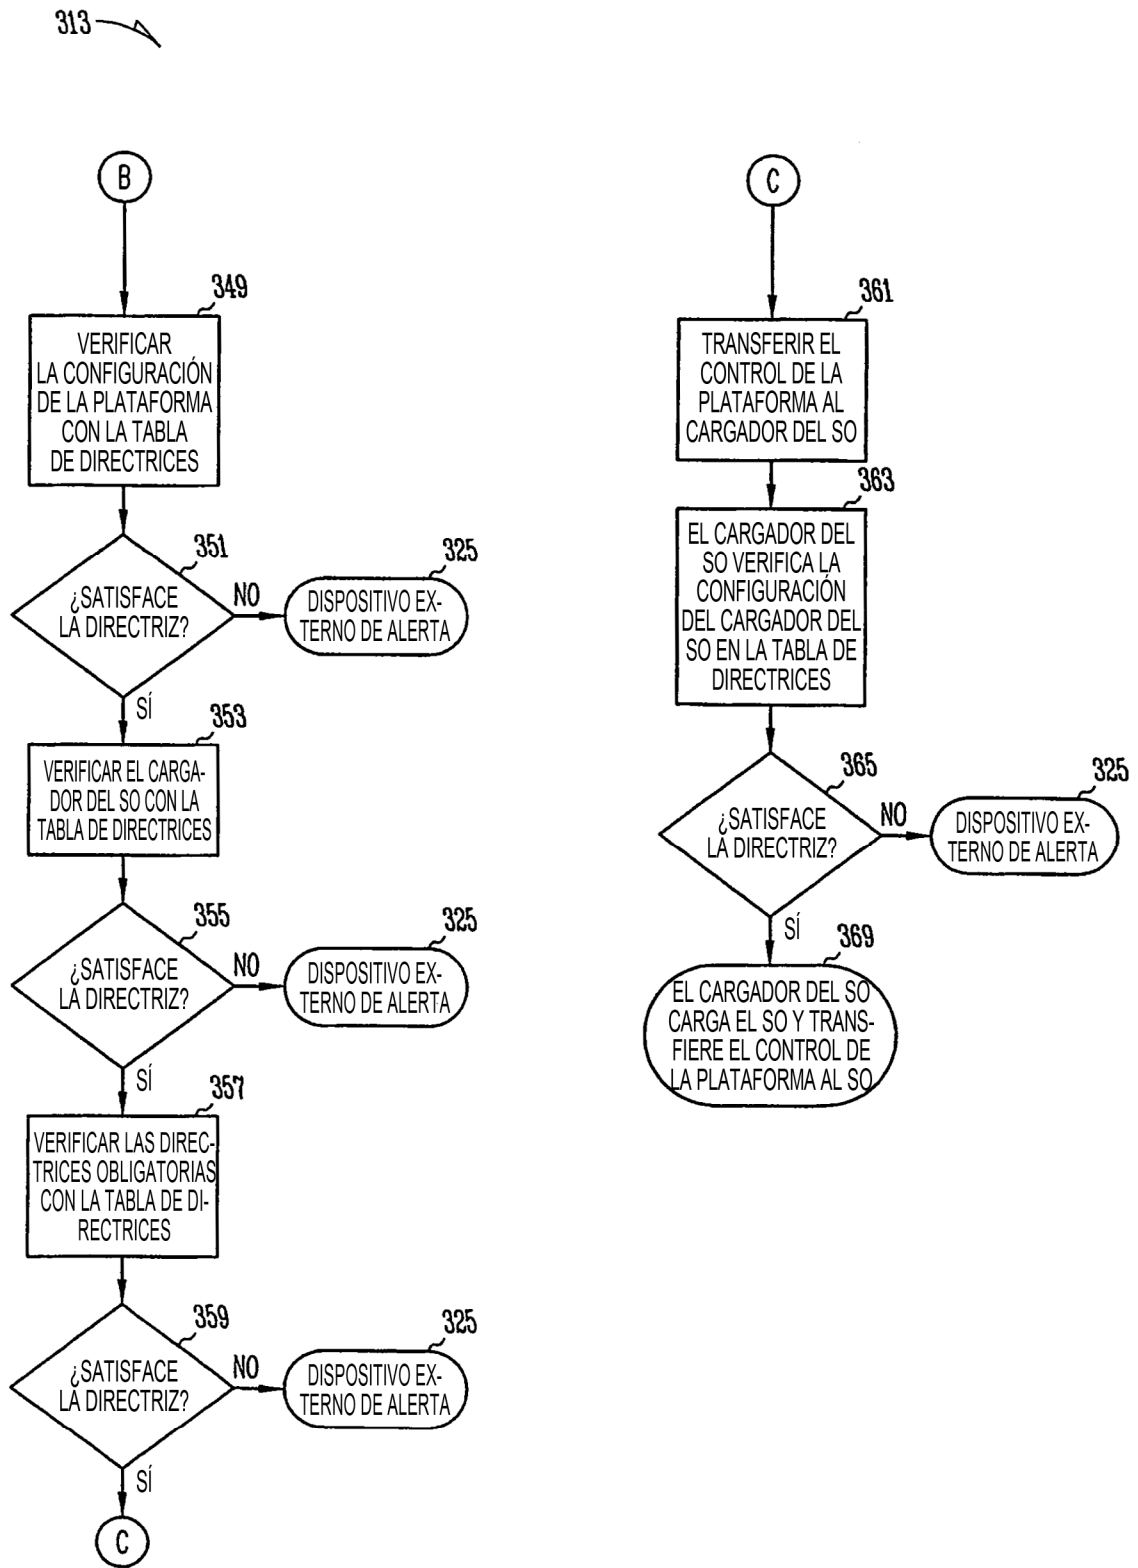 313
B
349
VERIFICAR
LA CONFIGURACIÓN
DE LA PLATAFORMA
CON LA TABLA
DE DIRECTRICES
351
¿SATISFACE
LA DIRECTRIZ?
NO
325
DISPOSITIVO EX-
TERNO DE ALERTA
SÍ
353
VERIFICAR EL CARGA-
DOR DEL SO CON LA
TABLA DE DIRECTRICES
355
¿SATISFACE
LA DIRECTRIZ?
NO
325
DISPOSITIVO EX-
TERNO DE ALERTA
SÍ
357
VERIFICAR LAS DIREC-
TRICES OBLIGATORIAS
CON LA TABLA DE DI-
RECTRICES
359
¿SATISFACE
LA DIRECTRIZ?
NO
325
DISPOSITIVO EX-
TERNO DE ALERTA
SÍ
C
C
361
TRANSFERIR EL
CONTROL DE LA
PLATAFORMA AL
CARGADOR DEL SO
363
EL CARGADOR DEL
SO VERIFICA LA
CONFIGURACIÓN
DEL CARGADOR DEL
SO EN LA TABLA DE
DIRECTRICES
365
¿SATISFACE
LA DIRECTRIZ?
NO
325
DISPOSITIVO EX-
TERNO DE ALERTA
SÍ
369
EL CARGADOR DEL SO
CARGA EL SO Y TRANS-
FIERE EL CONTROL DE
LA PLATAFORMA AL SO